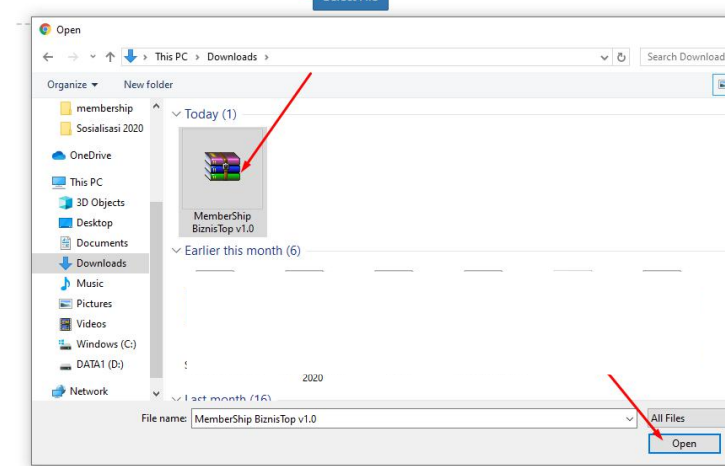 Open
This PC > Downloads >
Search Download
Organize
New folder
membership
Sosialisasi 2020
OneDrive
This PC
3D Objects
Desktop
Documents
Downloads
Music
Pictures
Videos
Windows (C:)
DATA1 (D:)
Network
Today (1)
MemberShip
BiznisTop v1.0
Earlier this month (6)
2020
Last month (16)
File name:
MemberShip BiznisTop v1.0
All Files
Open